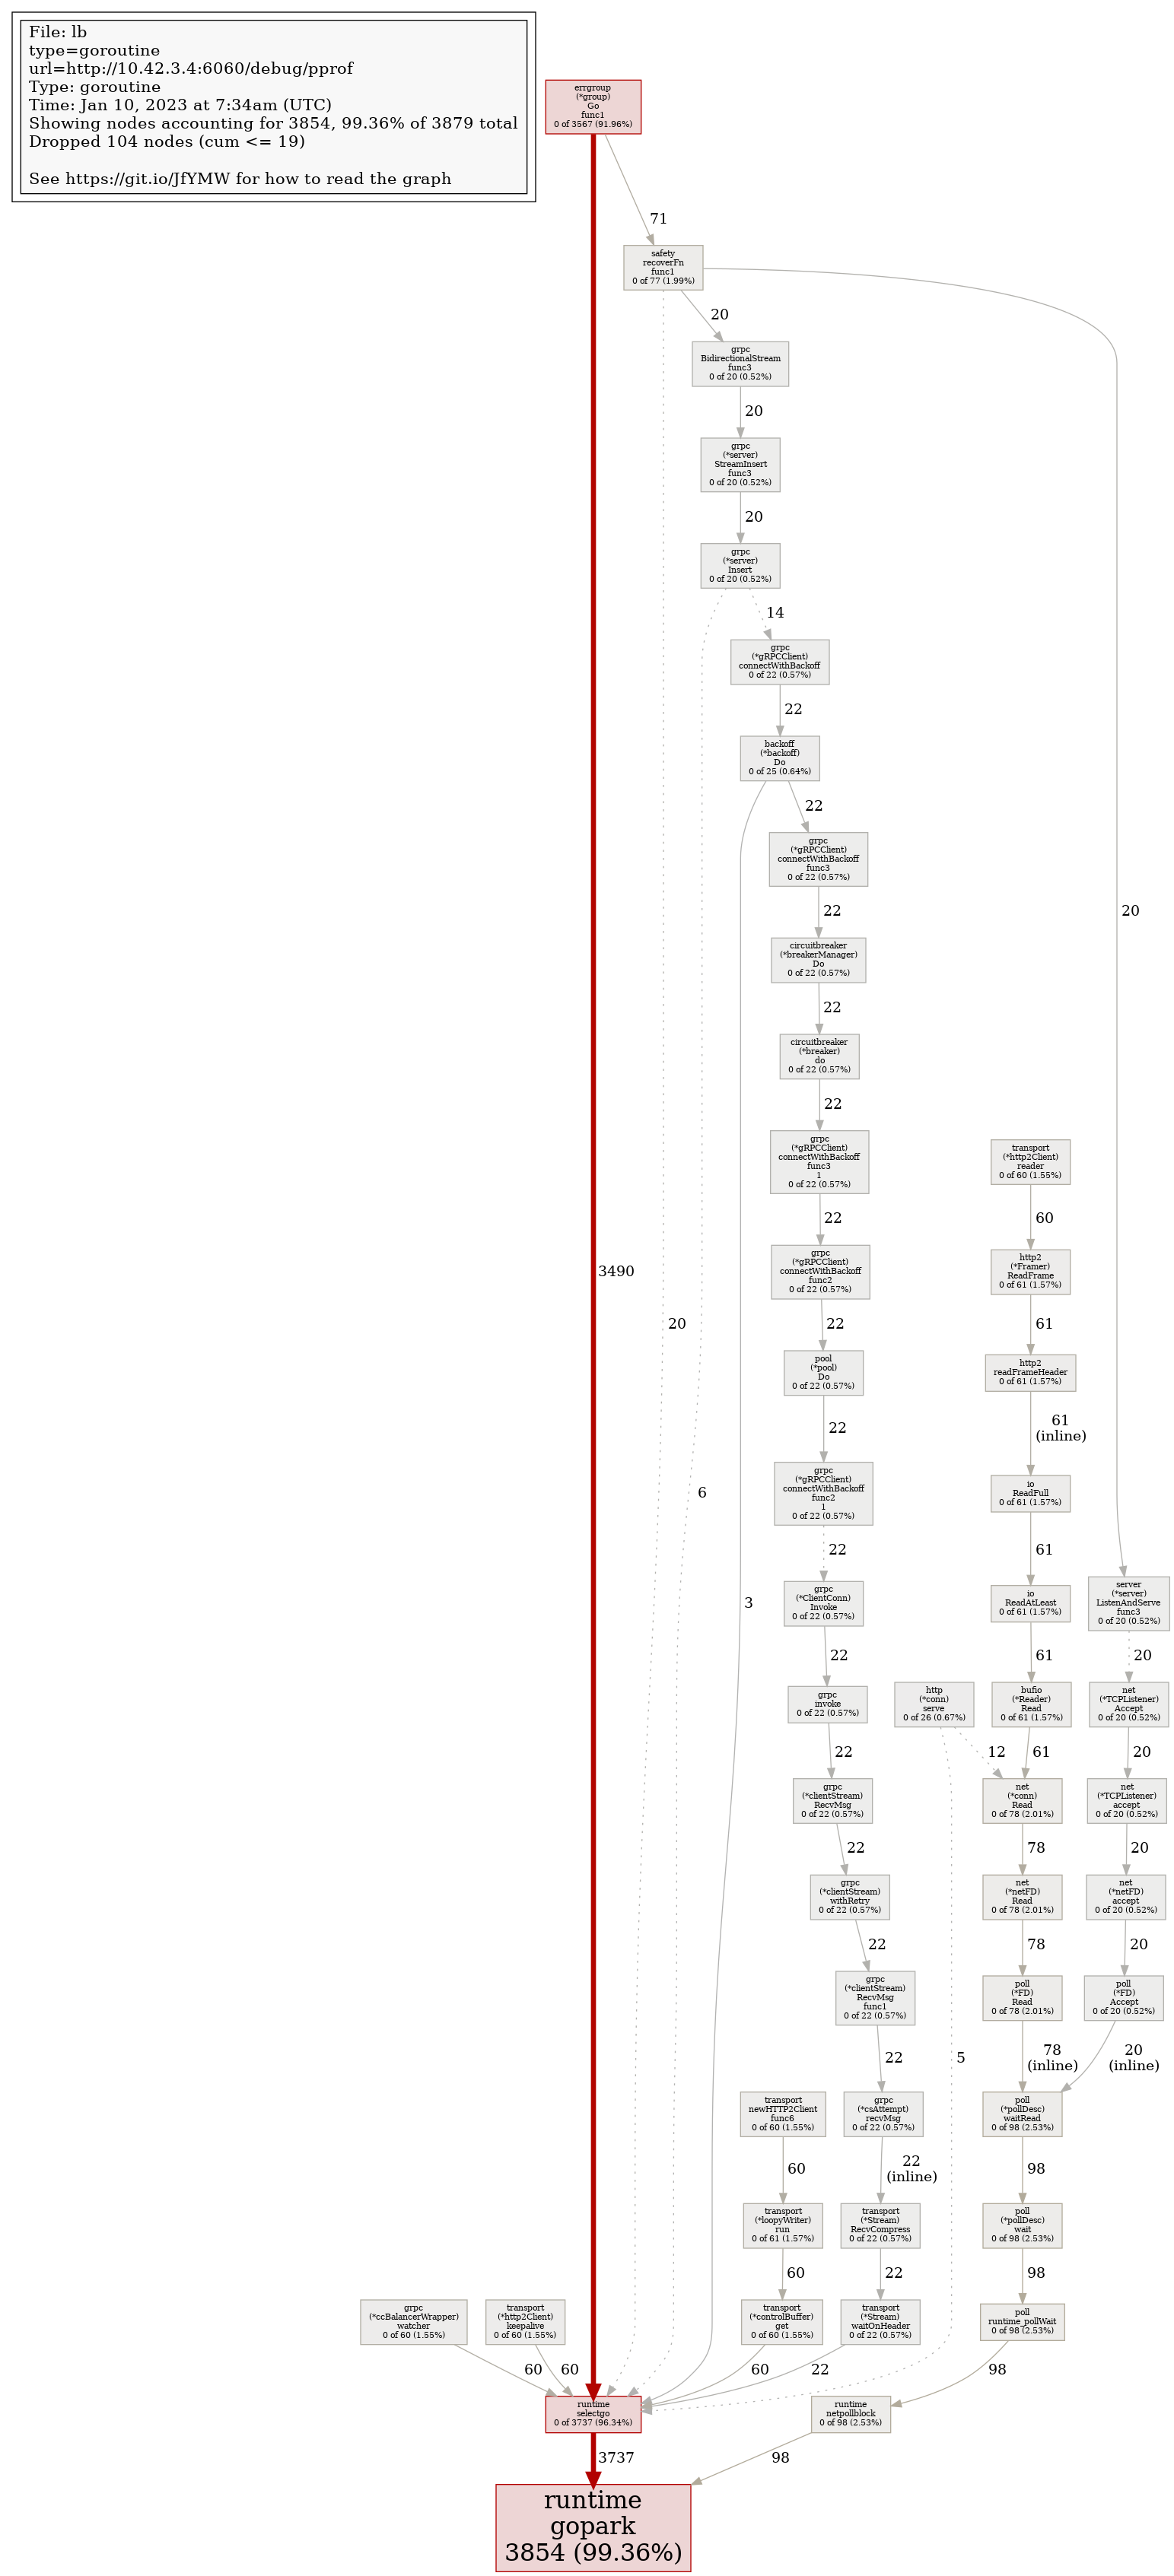 File: lb
type=goroutine
url=http://10.42.3.4:6060/debug/pprof
Type: goroutine
Time: Jan 10, 2023 at 7:34am (UTC)
Showing nodes accounting for 3854, 99.36% of 3879 total
Dropped 104 nodes (cum <= 19)
See https://git.io/JfYMW for how to read the graph
errgroup
(*group)
Go
func1
0 of 3567 (91.96%)
71
safety
recoverFn
func1
0 of 77 (1.99%)
20
grpc
BidirectionalStream
func3
0 of 20 (0.52%)
20
grpc
(*server)
StreamInsert
func3
0 of 20 (0.52%)
20
grpc
(*server)
Insert
0 of 20 (0.52%)
14
grpc
(*gRPCClient)
connectWithBackoff
0 of 22 (0.57%)
22
backoff
(*backoff)
Do
0 of 25 (0.64%)
22
grpc
(*gRPCClient)
connectWithBackoff
func3
0 of 22 (0.57%)
22
20
circuitbreaker
(*breakerManager)
Do
0 of 22 (0.57%)
22
circuitbreaker
(*breaker)
do
0 of 22 (0.57%)
22
grpc
(*gRPCClient)
connectWithBackoff
func3
1
0 of 22 (0.57%)
transport
(*http2Client)
reader
0 of 60 (1.55%)
22
60
grpc
(*gRPCClient)
connectWithBackoff
func2
0 of 22 (0.57%)
http2
(*Framer)
ReadFrame
0 of 61 (1.57%)
3490
20
22
61
pool
(*pool)
Do
0 of 22 (0.57%)
http2
readFrameHeader
0 of 61 (1.57%)
22
61
(inline)
grpc
(*gRPCClient)
connectWithBackoff
func2
1
0 of 22 (0.57%)
io
ReadFull
0 of 61 (1.57%)
6
22
61
grpc
(*ClientConn)
Invoke
0 of 22 (0.57%)
io
ReadAtLeast
0 of 61 (1.57%)
server
(*server)
ListenAndServe
func3
0 of 20 (0.52%)
3
22
61
20
grpc
invoke
0 of 22 (0.57%)
http
(*conn)
serve
0 of 26 (0.67%)
bufio
(*Reader)
Read
0 of 61 (1.57%)
net
(*TCPListener)
Accept
0 of 20 (0.52%)
22
12
61
20
grpc
(*clientStream)
RecvMsg
0 of 22 (0.57%)
net
(*conn)
Read
0 of 78 (2.01%)
net
(*TCPListener)
accept
0 of 20 (0.52%)
22
78
20
grpc
(*clientStream)
withRetry
0 of 22 (0.57%)
net
(*netFD)
Read
0 of 78 (2.01%)
net
(*netFD)
accept
0 of 20 (0.52%)
22
78
20
grpc
(*clientStream)
RecvMsg
func1
0 of 22 (0.57%)
poll
(*FD)
Read
0 of 78 (2.01%)
poll
(*FD)
Accept
0 of 20 (0.52%)
22
5
78
(inline)
20
(inline)
transport
newHTTP2Client
func6
0 of 60 (1.55%)
grpc
(*csAttempt)
recvMsg
0 of 22 (0.57%)
poll
(*pollDesc)
waitRead
0 of 98 (2.53%)
60
22
(inline)
98
transport
(*loopyWriter)
run
0 of 61 (1.57%)
transport
(*Stream)
RecvCompress
0 of 22 (0.57%)
poll
(*pollDesc)
wait
0 of 98 (2.53%)
60
22
98
grpc
(*ccBalancerWrapper)
watcher
0 of 60 (1.55%)
transport
(*http2Client)
keepalive
0 of 60 (1.55%)
transport
(*controlBuffer)
get
0 of 60 (1.55%)
transport
(*Stream)
waitOnHeader
0 of 22 (0.57%)
poll
runtime_pollWait
0 of 98 (2.53%)
60
60
60
22
98
runtime
selectgo
0 of 3737 (96.34%)
runtime
netpollblock
0 of 98 (2.53%)
3737
98
runtime
gopark
3854 (99.36%)